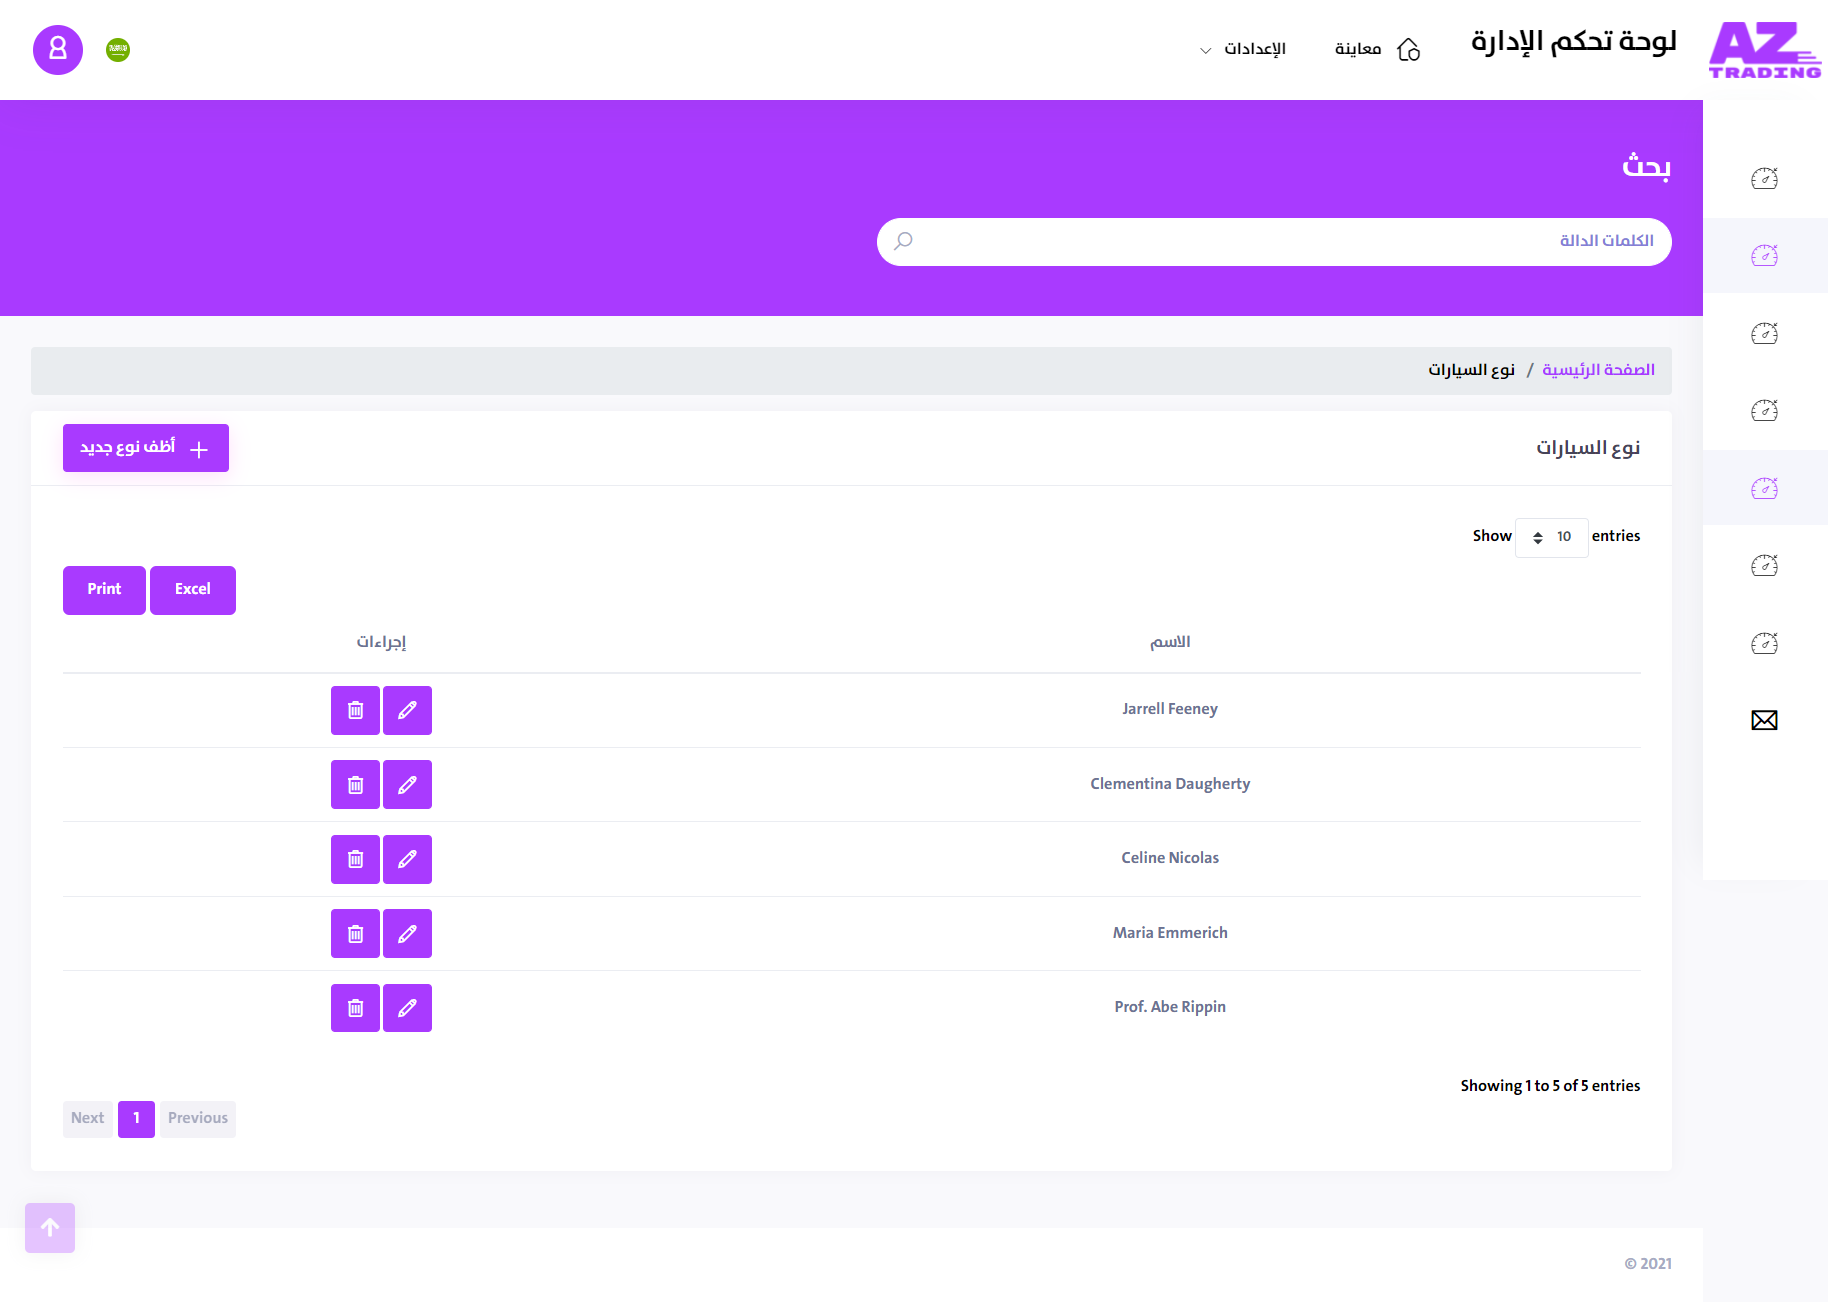 AZ
TRADING
لوحة تحكم الإدارة
معاينة
الإعدادات
بحث
الكلمات الدالة
الصفحة الرئيسية / نوع السيارات
نوع السيارات
أظف نوع جديد
Show 10 entries
Print Excel
الاسم
إجراءات
Jarrell Feeney
Clementina Daugherty
Celine Nicolas
Maria Emmerich
Prof. Abe Rippin
Showing 1 to 5 of 5 entries
Next 1 Previous
© 2021